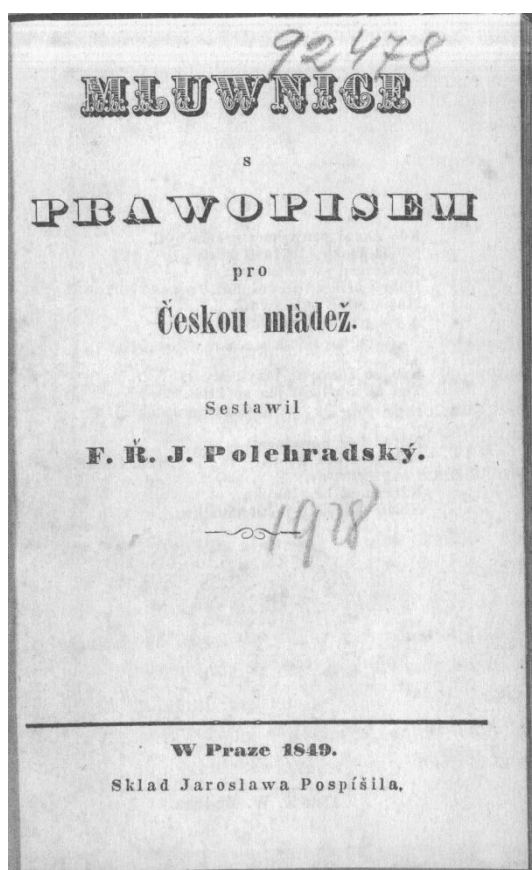 92478
MLUWNICE
s
PRAWOPISEM
pro
Českou mládež.
Sestawil
F. Ř. J. Polehradský.
1928
W Praze 1849.
Sklad Jaroslawa Pospíšila.